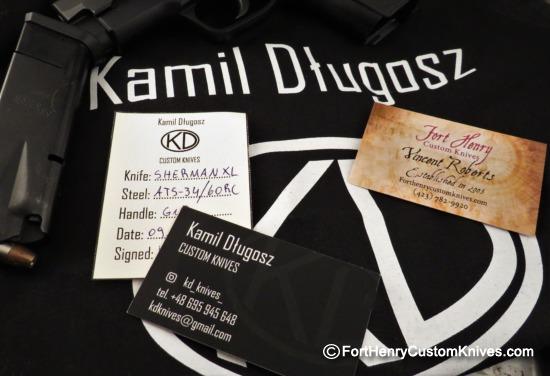 Kamil Długosz
Kamil Długosz
KD
CUSTOM KNIVES
Knife: SHERMAN XL
Steel: ATS-34/60RC
Handle:
Date: 09
Signed:
Fort Henry
Custom Knives
Vincent Roberts
Established in 2003
Forthenrycustomknives.com
(423) 782-9920
Kamil Długosz
CUSTOM KNIVES
kd_knives_
tel. +48 695 945 648
kdknives@gmail.com
©FortHenryCustomKnives.com